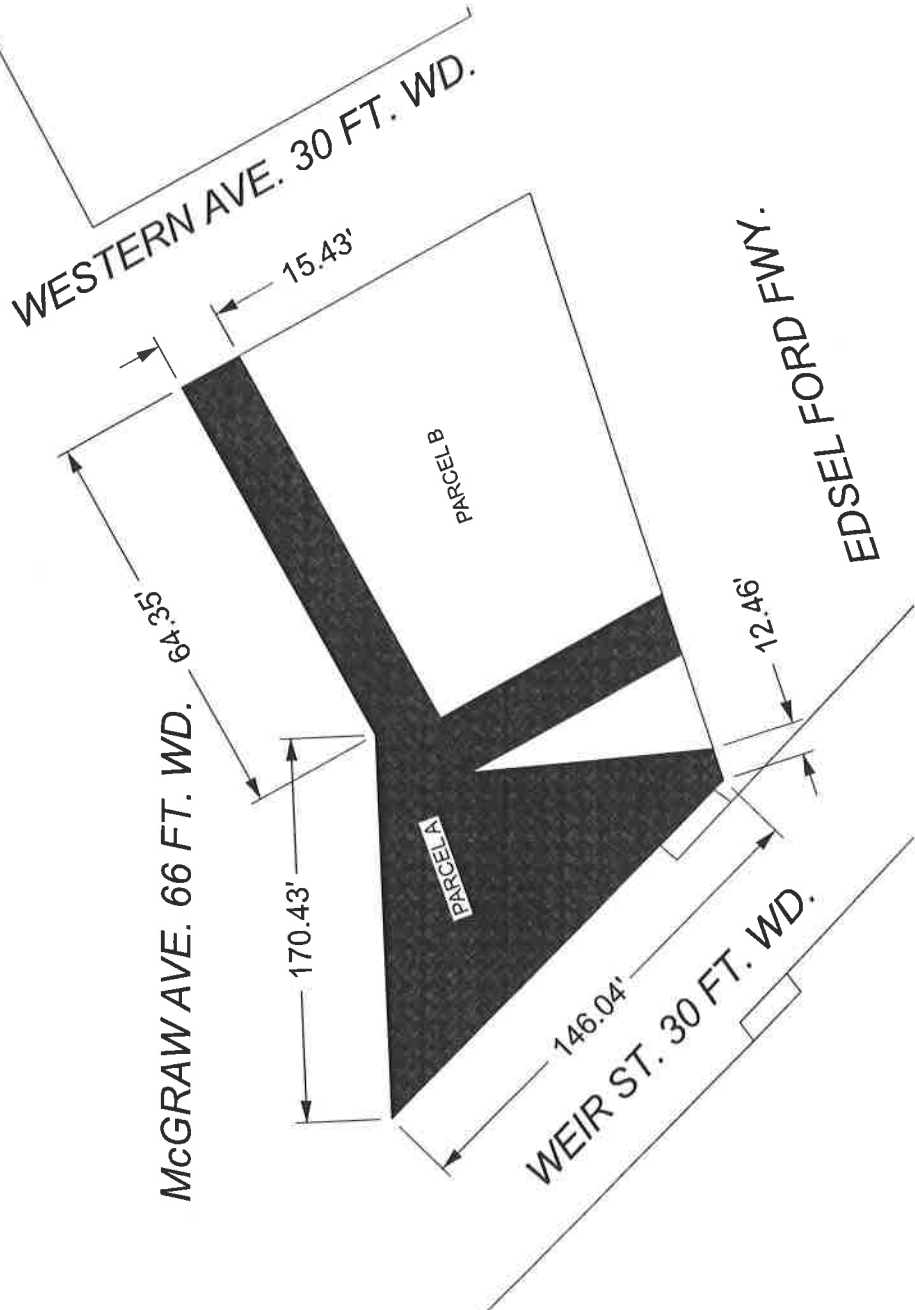 WESTERN AVE. 30 FT. WD.
15.43'
64.35'
McGRAW AVE. 66 FT. WD.
170.43'
PARCEL B
PARCEL A
EDSEL FORD FWY.
12.46'
146.04'
WEIR ST. 30 FT. WD.